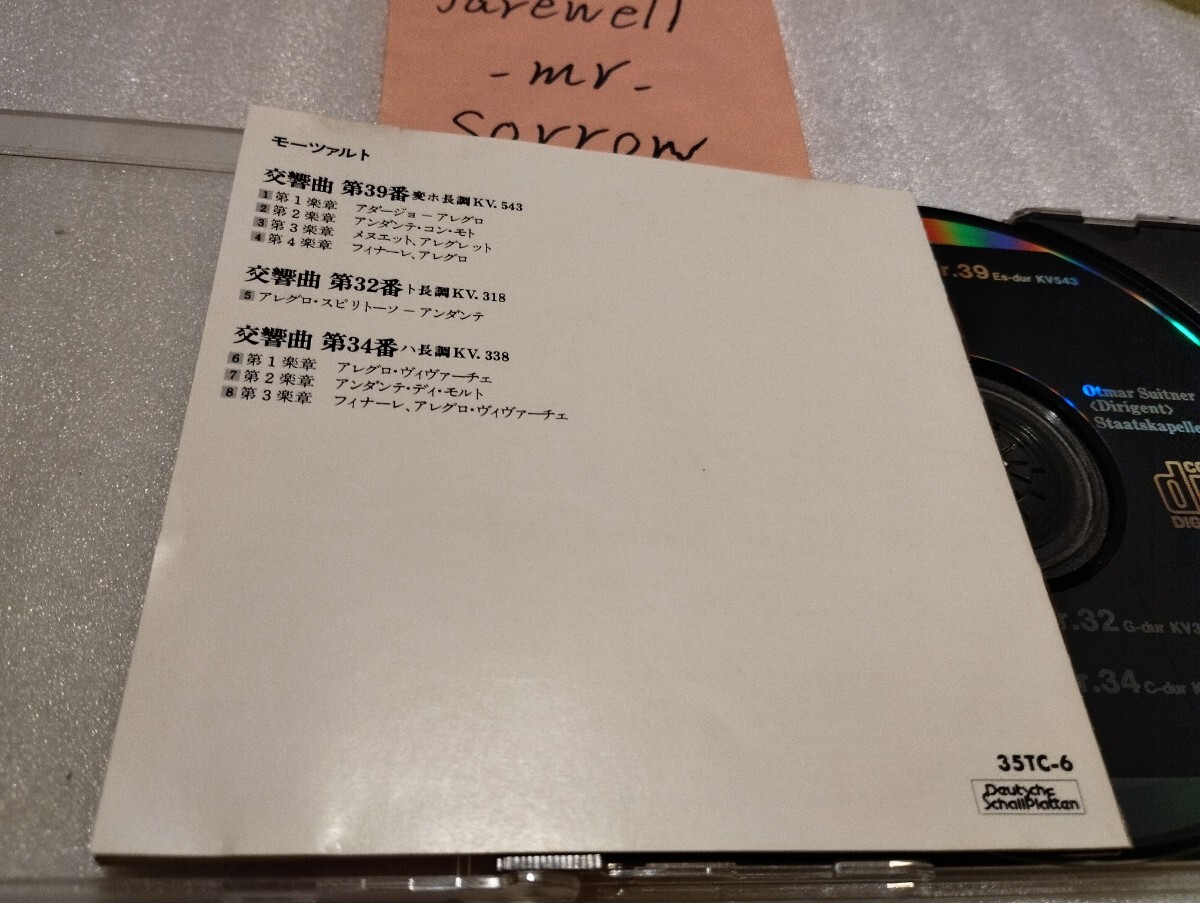 farewell
-mr-
Sorrow
モーツァルト
交響曲 第39番 変ホ長調 KV. 543
1 第1楽章 アダージョ－アレグロ
2 第2楽章 アンダンテ・コン・モト
3 第3楽章 メヌエット、アレグレット
4 第4楽章 フィナーレ、アレグロ
交響曲 第32番 ト長調 KV. 318
5 アレグロ・スピリトーソ－アンダンテ
交響曲 第34番 ハ長調 KV. 338
6 第1楽章 アレグロ・ヴィヴァーチェ
7 第2楽章 アンダンテ・ディ・モルト
8 第3楽章 フィナーレ、アレグロ・ヴィヴァーチェ
35TC-6
Deutsche
Schallplatten
r.39 Es-dur KV543
Otmar Suitner
〈Dirigent〉
Staatskapelle
r.32 G-dur KV3
r.34 C-dur K